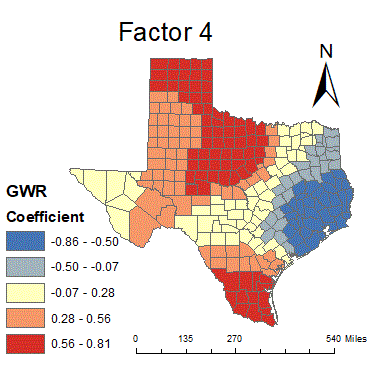 Factor 4
N
GWR
Coefficient
-0.86 - -0.50
-0.50 - -0.07
-0.07 - 0.28
0.28 - 0.56
0.56 - 0.81
0 135 270 540 Miles